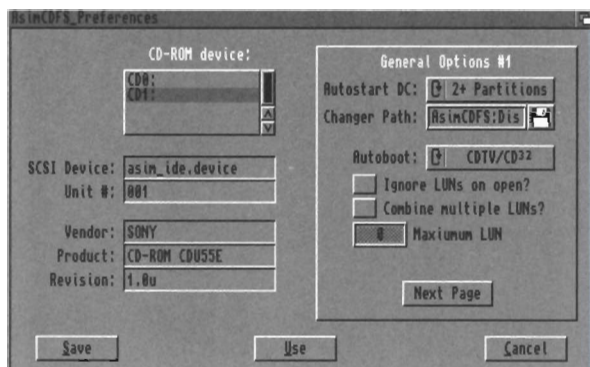 AsimCDFS_Preferences
CD-ROM device:
CD0:
CD1:
SCSI Device: asim_ide.device
Unit #: 001
Vendor: SONY
Product: CD-ROM CDU55E
Revision: 1.0u
General Options #1
Autostart DC: 2+ Partitions
Changer Path: AsimCDFS:Dis
Autoboot: CDTV/CD³²
Ignore LUNs on open?
Combine multiple LUNs?
0 Maxiumum LUN
Next Page
Save
Use
Cancel